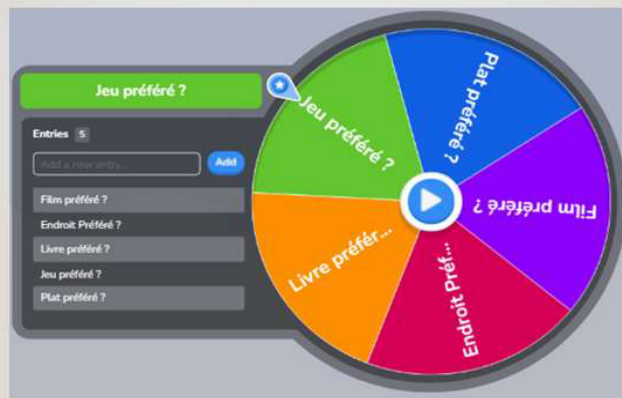 Jeu préféré ?
Entries 5
Add a new entry...
Add
Film préféré ?
Endroit Préféré ?
Livre préféré ?
Jeu préféré ?
Plat préféré ?
Jeu préféré ?
Plat préféré ?
Film préféré ?
Endroit Préf...
Livre préfér...